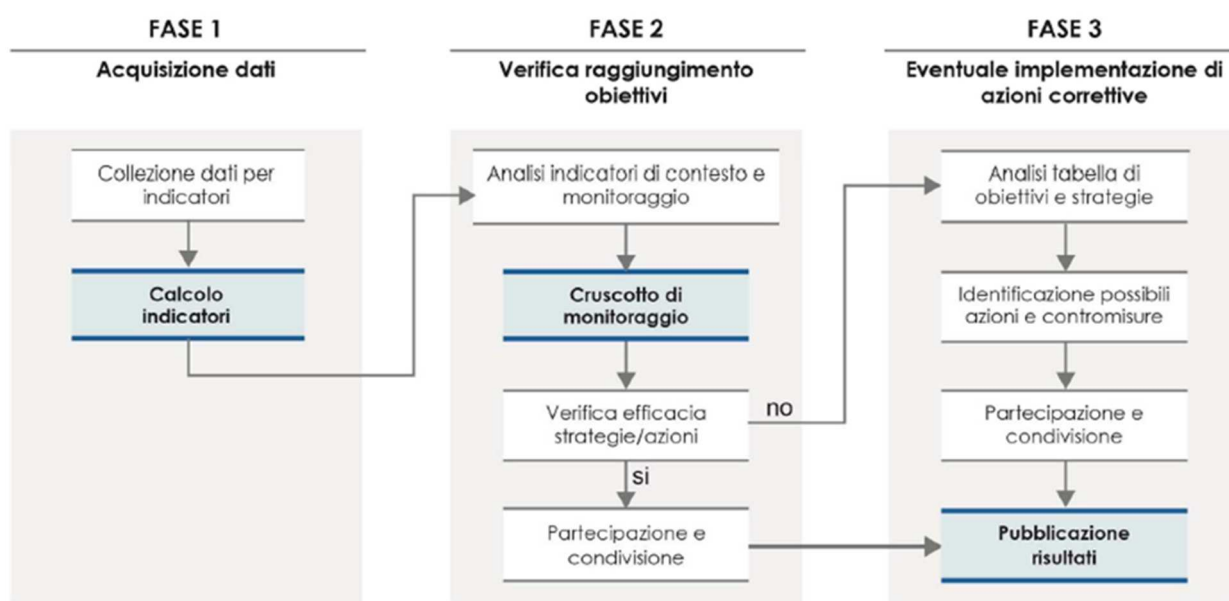 FASE 1
Acquisizione dati
Collezione dati per
indicatori
Calcolo
indicatori
FASE 2
Verifica raggiungimento
obiettivi
Analisi indicatori di contesto e
monitoraggio
Cruscotto di
monitoraggio
Verifica efficacia
strategie/azioni
no
si
Partecipazione e
condivisione
FASE 3
Eventuale implementazione di
azioni correttive
Analisi tabella di
obiettivi e strategie
Identificazione possibili
azioni e contromisure
Partecipazione e
condivisione
Pubblicazione
risultati